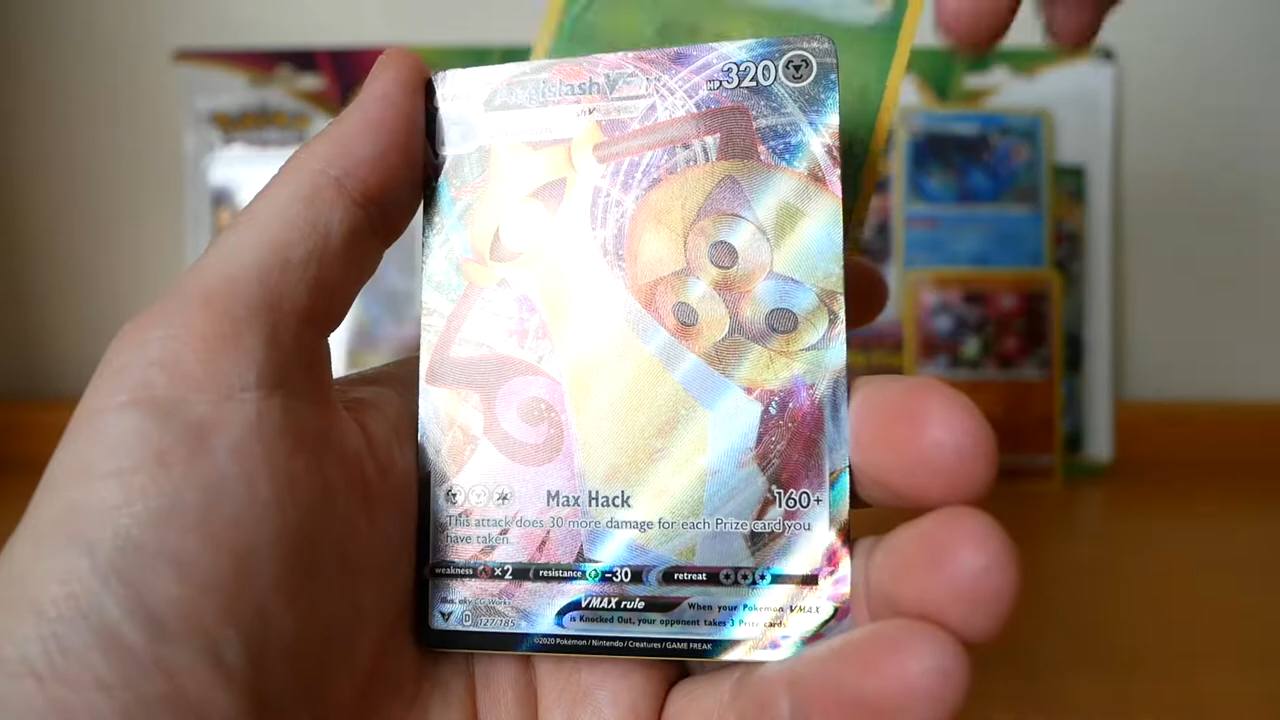 HP 320
Max Hack 160+
This attack does 30 more damage for each Prize card you
have taken.
weakness ×2 resistance -30 retreat
VMAX rule When your Pokémon VMAX
is Knocked Out, your opponent takes 3 Prize cards.
D 127/185
©2020 Pokémon / Nintendo / Creatures / GAME FREAK